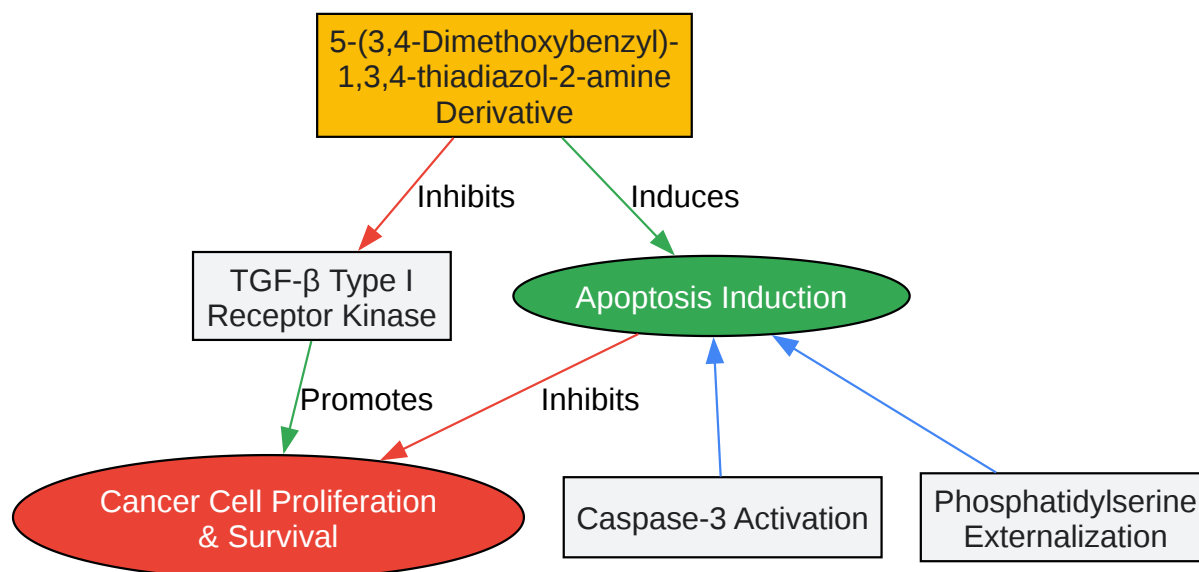 5-(3,4-Dimethoxybenzyl)-
1,3,4-thiadiazol-2-amine
Derivative
Inhibits
Induces
TGF-β Type I
Receptor Kinase
Apoptosis Induction
Promotes
Inhibits
Cancer Cell Proliferation
& Survival
Caspase-3 Activation
Phosphatidylserine
Externalization